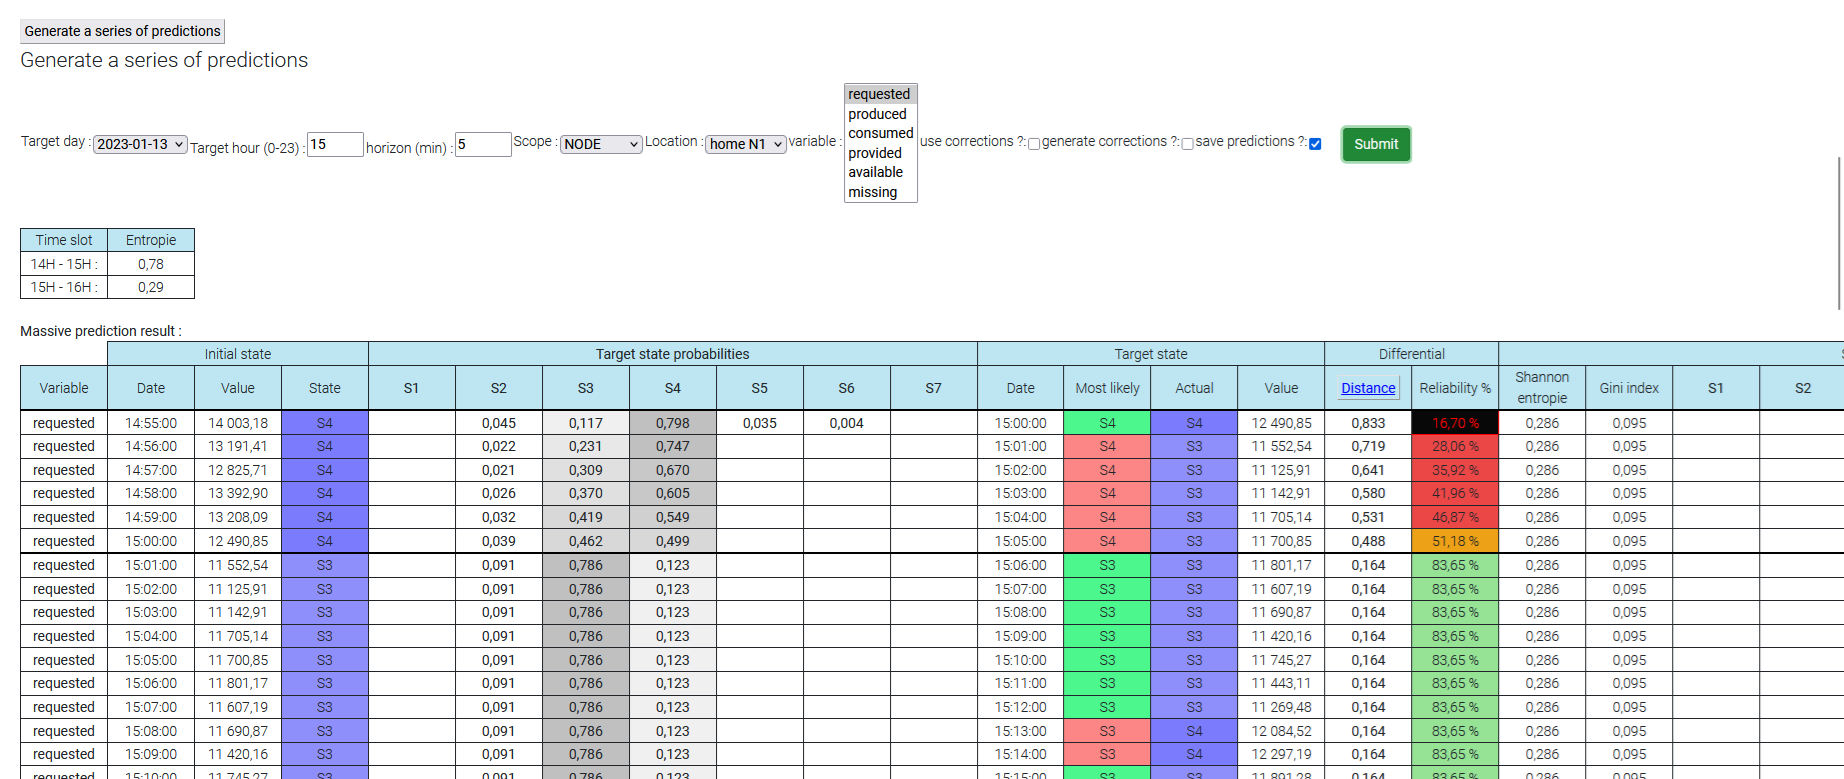 Generate a series of predictions
Generate a series of predictions
Target day : 2023-01-13 Target hour (0-23) : 15 horizon (min) : 5 Scope : NODE Location : home N1 variable : requested produced consumed provided available missing use corrections ?: generate corrections ?: save predictions ?: Submit
Time slot Entropie
14H - 15H : 0,78
15H - 16H : 0,29
Massive prediction result :
Initial state Target state probabilities Target state Differential
Variable Date Value State S1 S2 S3 S4 S5 S6 S7 Date Most likely Actual Value Distance Reliability % Shannon entropie Gini index S1 S2
requested 14:55:00 14 003,18 S4 0,045 0,117 0,798 0,035 0,004 15:00:00 S4 S4 12 490,85 0,833 16,70 % 0,286 0,095
requested 14:56:00 13 191,41 S4 0,022 0,231 0,747 15:01:00 S4 S3 11 552,54 0,719 28,06 % 0,286 0,095
requested 14:57:00 12 825,71 S4 0,021 0,309 0,670 15:02:00 S4 S3 11 125,91 0,641 35,92 % 0,286 0,095
requested 14:58:00 13 392,90 S4 0,026 0,370 0,605 15:03:00 S4 S3 11 142,91 0,580 41,96 % 0,286 0,095
requested 14:59:00 13 208,09 S4 0,032 0,419 0,549 15:04:00 S4 S3 11 705,14 0,531 46,87 % 0,286 0,095
requested 15:00:00 12 490,85 S4 0,039 0,462 0,499 15:05:00 S4 S3 11 700,85 0,488 51,18 % 0,286 0,095
requested 15:01:00 11 552,54 S3 0,091 0,786 0,123 15:06:00 S3 S3 11 801,17 0,164 83,65 % 0,286 0,095
requested 15:02:00 11 125,91 S3 0,091 0,786 0,123 15:07:00 S3 S3 11 607,19 0,164 83,65 % 0,286 0,095
requested 15:03:00 11 142,91 S3 0,091 0,786 0,123 15:08:00 S3 S3 11 690,87 0,164 83,65 % 0,286 0,095
requested 15:04:00 11 705,14 S3 0,091 0,786 0,123 15:09:00 S3 S3 11 420,16 0,164 83,65 % 0,286 0,095
requested 15:05:00 11 700,85 S3 0,091 0,786 0,123 15:10:00 S3 S3 11 745,27 0,164 83,65 % 0,286 0,095
requested 15:06:00 11 801,17 S3 0,091 0,786 0,123 15:11:00 S3 S3 11 443,11 0,164 83,65 % 0,286 0,095
requested 15:07:00 11 607,19 S3 0,091 0,786 0,123 15:12:00 S3 S3 11 269,48 0,164 83,65 % 0,286 0,095
requested 15:08:00 11 690,87 S3 0,091 0,786 0,123 15:13:00 S3 S4 12 084,52 0,164 83,65 % 0,286 0,095
requested 15:09:00 11 420,16 S3 0,091 0,786 0,123 15:14:00 S3 S4 12 297,19 0,164 83,65 % 0,286 0,095
requested 15:10:00 11 745,27 S3 0,091 0,786 0,123 15:15:00 S3 S3 11 891,28 0,164 83,65 % 0,286 0,095